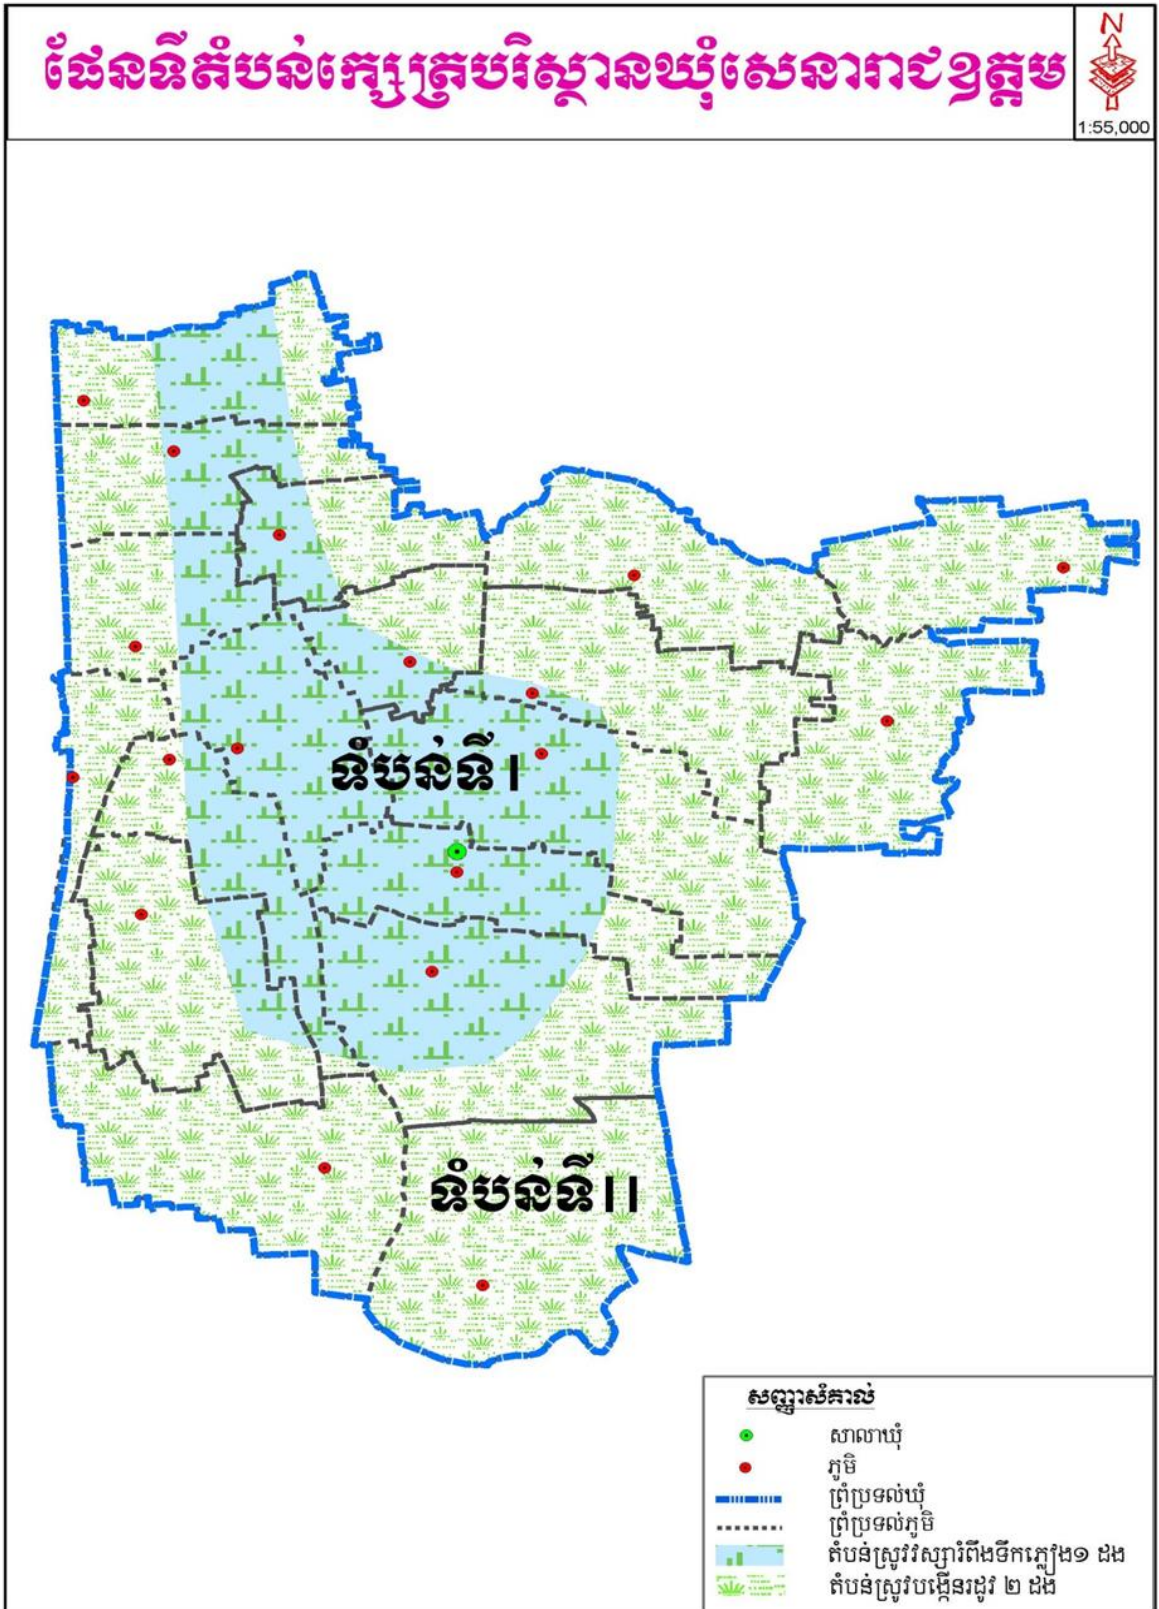 ផែនទីតំបន់ក្សេត្របរិស្ថានឃុំសេនារាជឧត្តម
N
1:55,000
ទំបន់ទី I
ទំបន់ទី II
សញ្ញាសំគាល់
សាលាឃុំ
ភូមិ
ព្រំប្រទល់ឃុំ
ព្រំប្រទល់ភូមិ
តំបន់ស្រូវវស្សារំពឹងទឹកភ្លៀង១ ដង
តំបន់ស្រូវបង្កើនរដូវ ២ ដង